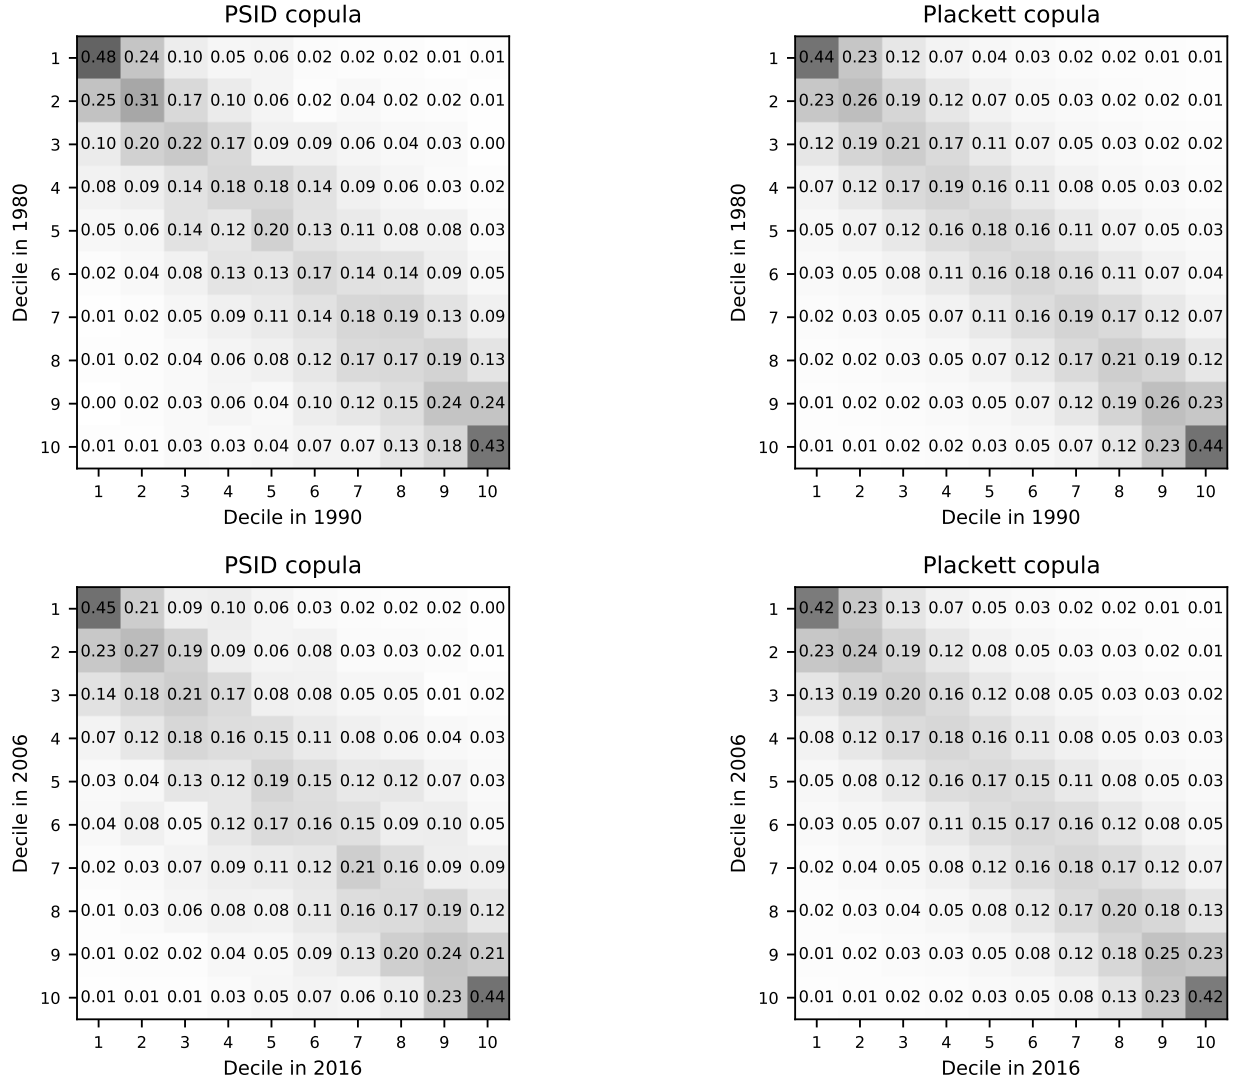 PSID copula
1 0.48 0.24 0.10 0.05 0.06 0.02 0.02 0.02 0.01 0.01
2 0.25 0.31 0.17 0.10 0.06 0.02 0.04 0.02 0.02 0.01
3 0.10 0.20 0.22 0.17 0.09 0.09 0.06 0.04 0.03 0.00
4 0.08 0.09 0.14 0.18 0.18 0.14 0.09 0.06 0.03 0.02
5 0.05 0.06 0.14 0.12 0.20 0.13 0.11 0.08 0.08 0.03
6 0.02 0.04 0.08 0.13 0.13 0.17 0.14 0.14 0.09 0.05
7 0.01 0.02 0.05 0.09 0.11 0.14 0.18 0.19 0.13 0.09
8 0.01 0.02 0.04 0.06 0.08 0.12 0.17 0.17 0.19 0.13
9 0.00 0.02 0.03 0.06 0.04 0.10 0.12 0.15 0.24 0.24
10 0.01 0.01 0.03 0.03 0.04 0.07 0.07 0.13 0.18 0.43
1 2 3 4 5 6 7 8 9 10
Decile in 1980
Decile in 1990
Plackett copula
1 0.44 0.23 0.12 0.07 0.04 0.03 0.02 0.02 0.01 0.01
2 0.23 0.26 0.19 0.12 0.07 0.05 0.03 0.02 0.02 0.01
3 0.12 0.19 0.21 0.17 0.11 0.07 0.05 0.03 0.02 0.02
4 0.07 0.12 0.17 0.19 0.16 0.11 0.08 0.05 0.03 0.02
5 0.05 0.07 0.12 0.16 0.18 0.16 0.11 0.07 0.05 0.03
6 0.03 0.05 0.08 0.11 0.16 0.18 0.16 0.11 0.07 0.04
7 0.02 0.03 0.05 0.07 0.11 0.16 0.19 0.17 0.12 0.07
8 0.02 0.02 0.03 0.05 0.07 0.12 0.17 0.21 0.19 0.12
9 0.01 0.02 0.02 0.03 0.05 0.07 0.12 0.19 0.26 0.23
10 0.01 0.01 0.02 0.02 0.03 0.05 0.07 0.12 0.23 0.44
1 2 3 4 5 6 7 8 9 10
Decile in 1980
Decile in 1990
PSID copula
1 0.45 0.21 0.09 0.10 0.06 0.03 0.02 0.02 0.02 0.00
2 0.23 0.27 0.19 0.09 0.06 0.08 0.03 0.03 0.02 0.01
3 0.14 0.18 0.21 0.17 0.08 0.08 0.05 0.05 0.01 0.02
4 0.07 0.12 0.18 0.16 0.15 0.11 0.08 0.06 0.04 0.03
5 0.03 0.04 0.13 0.12 0.19 0.15 0.12 0.12 0.07 0.03
6 0.04 0.08 0.05 0.12 0.17 0.16 0.15 0.09 0.10 0.05
7 0.02 0.03 0.07 0.09 0.11 0.12 0.21 0.16 0.09 0.09
8 0.01 0.03 0.06 0.08 0.08 0.11 0.16 0.17 0.19 0.12
9 0.01 0.02 0.02 0.04 0.05 0.09 0.13 0.20 0.24 0.21
10 0.01 0.01 0.01 0.03 0.05 0.07 0.06 0.10 0.23 0.44
1 2 3 4 5 6 7 8 9 10
Decile in 2006
Decile in 2016
Plackett copula
1 0.42 0.23 0.13 0.07 0.05 0.03 0.02 0.02 0.01 0.01
2 0.23 0.24 0.19 0.12 0.08 0.05 0.03 0.03 0.02 0.01
3 0.13 0.19 0.20 0.16 0.12 0.08 0.05 0.03 0.03 0.02
4 0.08 0.12 0.17 0.18 0.16 0.11 0.08 0.05 0.03 0.03
5 0.05 0.08 0.12 0.16 0.17 0.15 0.11 0.08 0.05 0.03
6 0.03 0.05 0.07 0.11 0.15 0.17 0.16 0.12 0.08 0.05
7 0.02 0.04 0.05 0.08 0.12 0.16 0.18 0.17 0.12 0.07
8 0.02 0.03 0.04 0.05 0.08 0.12 0.17 0.20 0.18 0.13
9 0.01 0.02 0.03 0.03 0.05 0.08 0.12 0.18 0.25 0.23
10 0.01 0.01 0.02 0.02 0.03 0.05 0.08 0.13 0.23 0.42
1 2 3 4 5 6 7 8 9 10
Decile in 2006
Decile in 2016